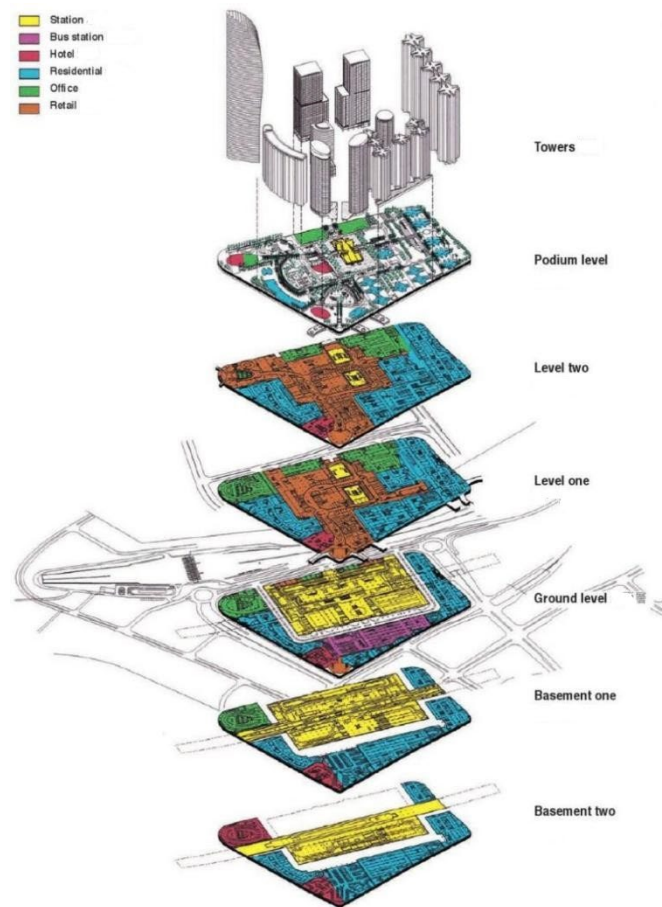 Station
Bus station
Hotel
Residential
Office
Retail
Towers
Podium level
Level two
Level one
Ground level
Basement one
Basement two